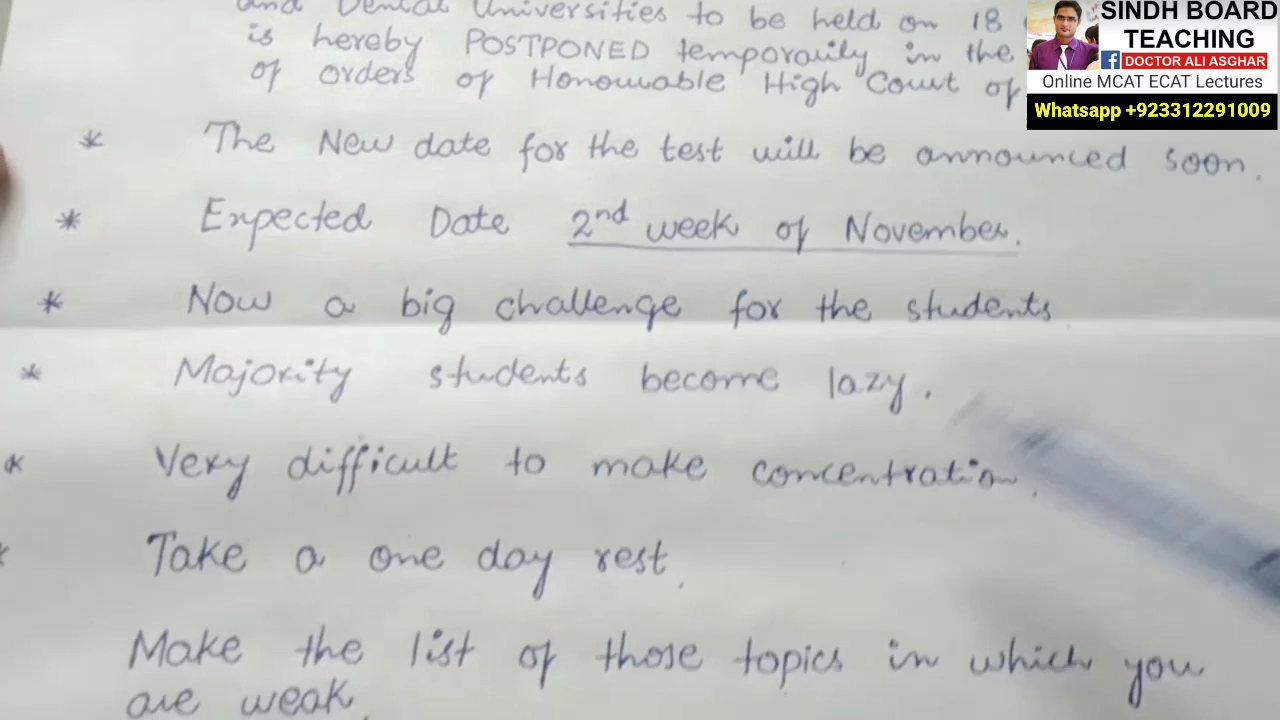 and Dental Universities to be held on 18
is hereby POSTPONED temporarily in the
of orders of Honourable High Court of
* The New date for the test will be announced soon.
* Expected Date 2nd week of November.
* Now a big challenge for the students
* Majority students become lazy.
* Very difficult to make concentration.
* Take a one day rest.
Make the list of those topics in which you
are weak.
SINDH BOARD
TEACHING
DOCTOR ALI ASGHAR
Online MCAT ECAT Lectures
Whatsapp +923312291009